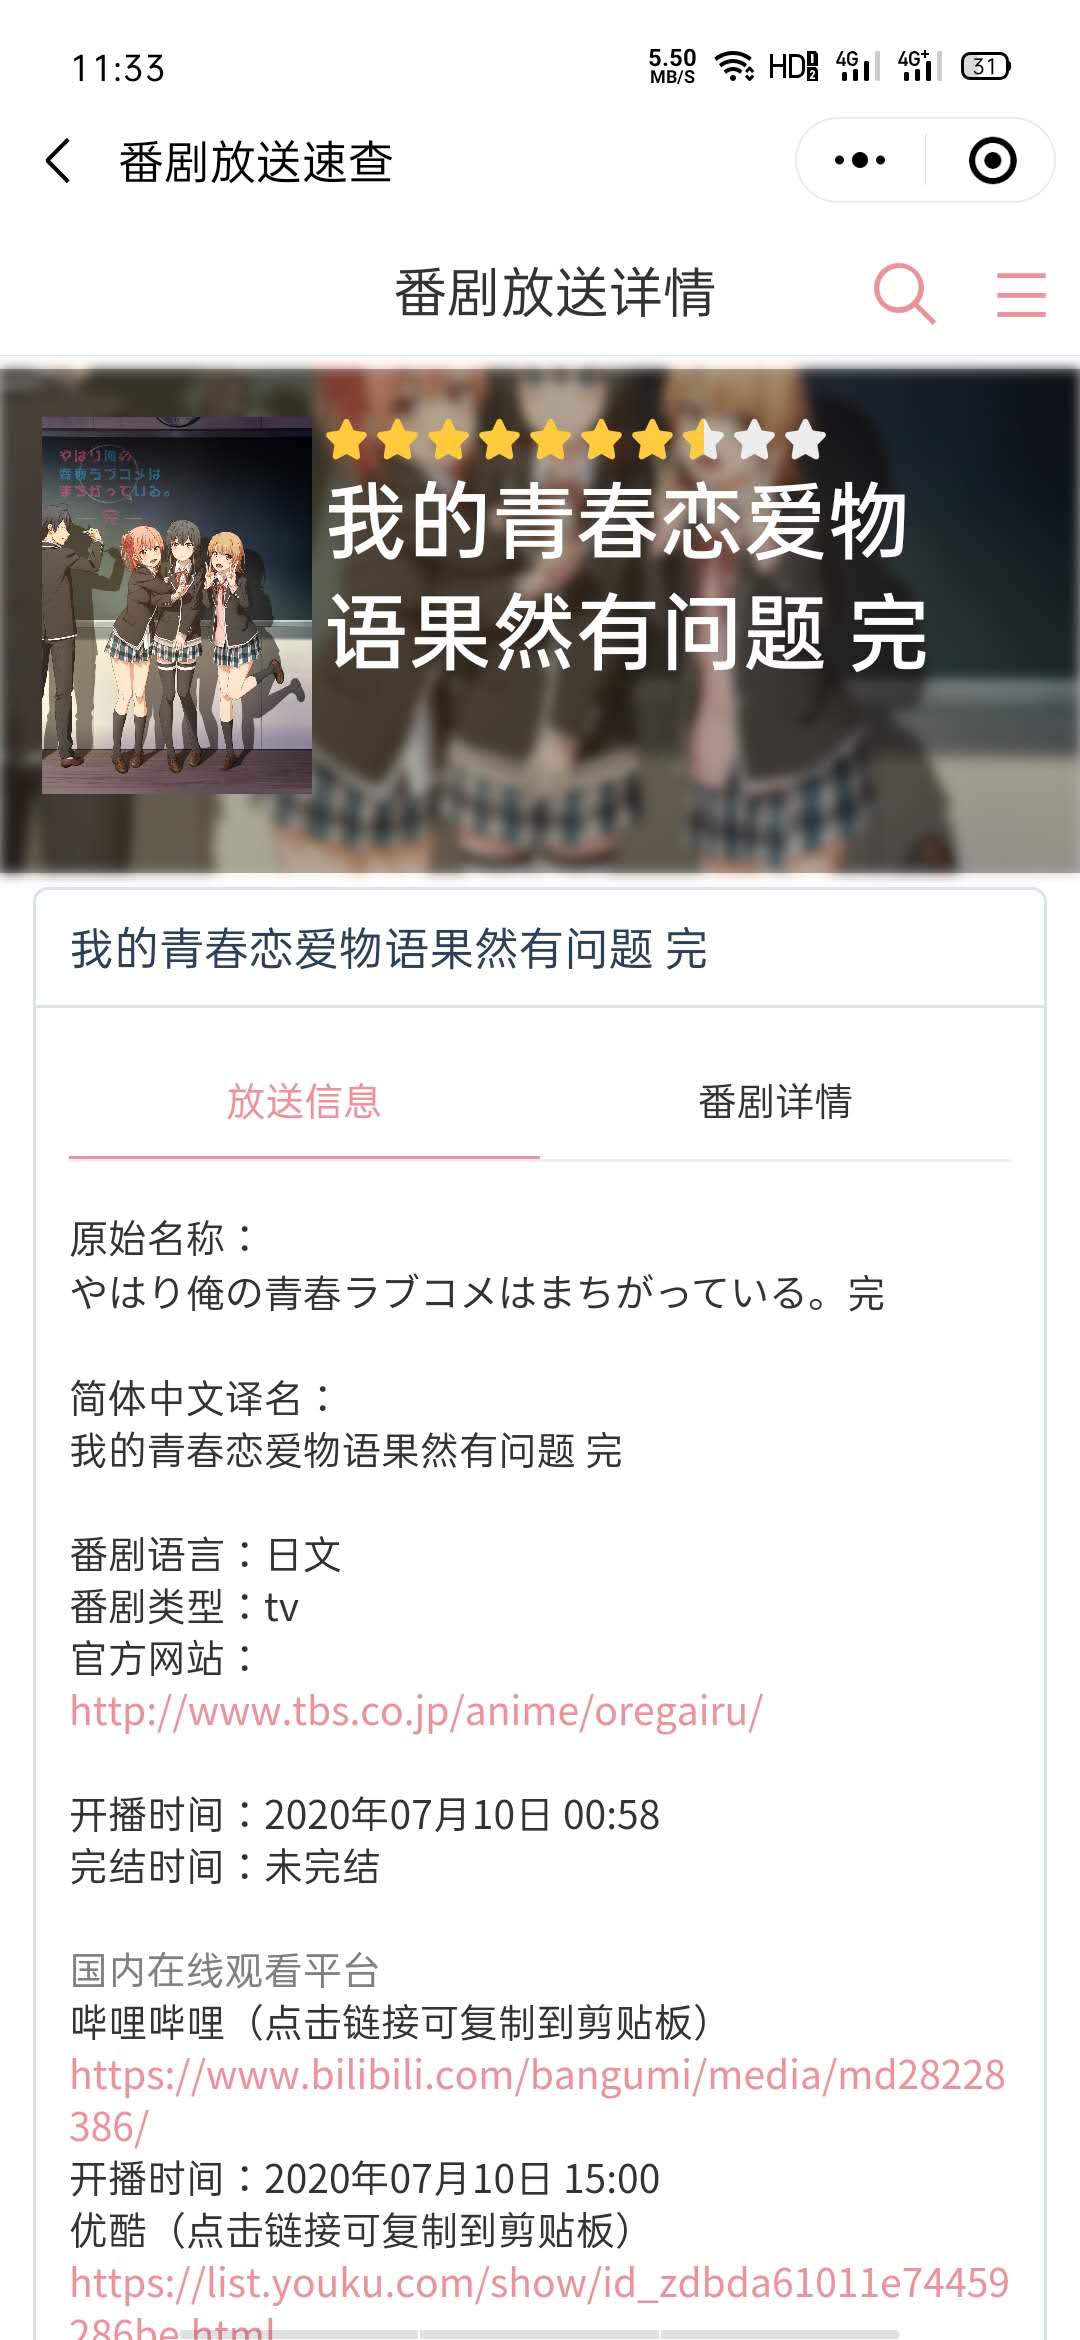 11:33
5.50
MB/S
HD
1
2
4G
4G+
31
番剧放送速查
番剧放送详情
やはり俺の
青春ラブコメは
まちがっている。
完
我的青春恋爱物
语果然有问题 完
我的青春恋爱物语果然有问题 完
放送信息
番剧详情
原始名称：
やはり俺の青春ラブコメはまちがっている。完
简体中文译名：
我的青春恋爱物语果然有问题 完
番剧语言：日文
番剧类型：tv
官方网站：
http://www.tbs.co.jp/anime/oregairu/
开播时间：2020年07月10日 00:58
完结时间：未完结
国内在线观看平台
哔哩哔哩（点击链接可复制到剪贴板）
https://www.bilibili.com/bangumi/media/md28228
386/
开播时间：2020年07月10日 15:00
优酷（点击链接可复制到剪贴板）
https://list.youku.com/show/id_zdbda61011e74459
286be.html